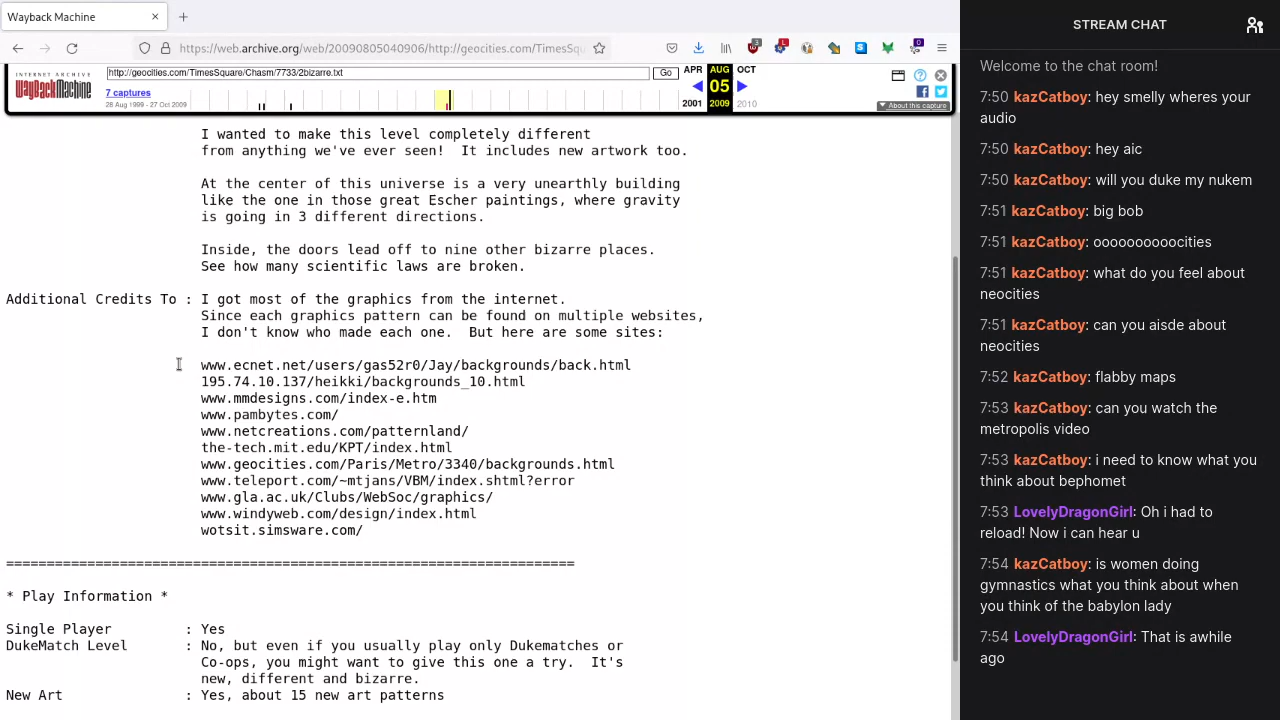 Wayback Machine
https://web.archive.org/web/20090805040906/http://geocities.com/TimesSqu
3
0
INTERNET ARCHIVE
WayBackMachine
http://geocities.com/TimesSquare/Chasm/7733/2bizarre.txt
Go
APR AUG OCT
7 captures
05
28 Aug 1999 - 27 Oct 2009
2001 2009 2010
About this capture
I wanted to make this level completely different
from anything we've ever seen!  It includes new artwork too.
At the center of this universe is a very unearthly building
like the one in those great Escher paintings, where gravity
is going in 3 different directions.
Inside, the doors lead off to nine other bizarre places.
See how many scientific laws are broken.
Additional Credits To : I got most of the graphics from the internet.
Since each graphics pattern can be found on multiple websites,
I don't know who made each one.  But here are some sites:
www.ecnet.net/users/gas52r0/Jay/backgrounds/back.html
195.74.10.137/heikki/backgrounds_10.html
www.mmdesigns.com/index-e.htm
www.pambytes.com/
www.netcreations.com/patternland/
the-tech.mit.edu/KPT/index.html
www.geocities.com/Paris/Metro/3340/backgrounds.html
www.teleport.com/~mtjans/VBM/index.shtml?error
www.gla.ac.uk/Clubs/WebSoc/graphics/
www.windyweb.com/design/index.html
wotsit.simsware.com/
======================================================================
* Play Information *
Single Player         : Yes
DukeMatch Level       : No, but even if you usually play only Dukematches or
Co-ops, you might want to give this one a try.  It's
new, different and bizarre.
New Art               : Yes, about 15 new art patterns
STREAM CHAT
Welcome to the chat room!
7:50 kazCatboy: hey smelly wheres your
audio
7:50 kazCatboy: hey aic
7:50 kazCatboy: will you duke my nukem
7:51 kazCatboy: big bob
7:51 kazCatboy: oooooooooocities
7:51 kazCatboy: what do you feel about
neocities
7:51 kazCatboy: can you aisde about
neocities
7:52 kazCatboy: flabby maps
7:53 kazCatboy: can you watch the
metropolis video
7:53 kazCatboy: i need to know what you
think about bephomet
7:53 LovelyDragonGirl: Oh i had to
reload! Now i can hear u
7:54 kazCatboy: is women doing
gymnastics what you think about when
you think of the babylon lady
7:54 LovelyDragonGirl: That is awhile
ago